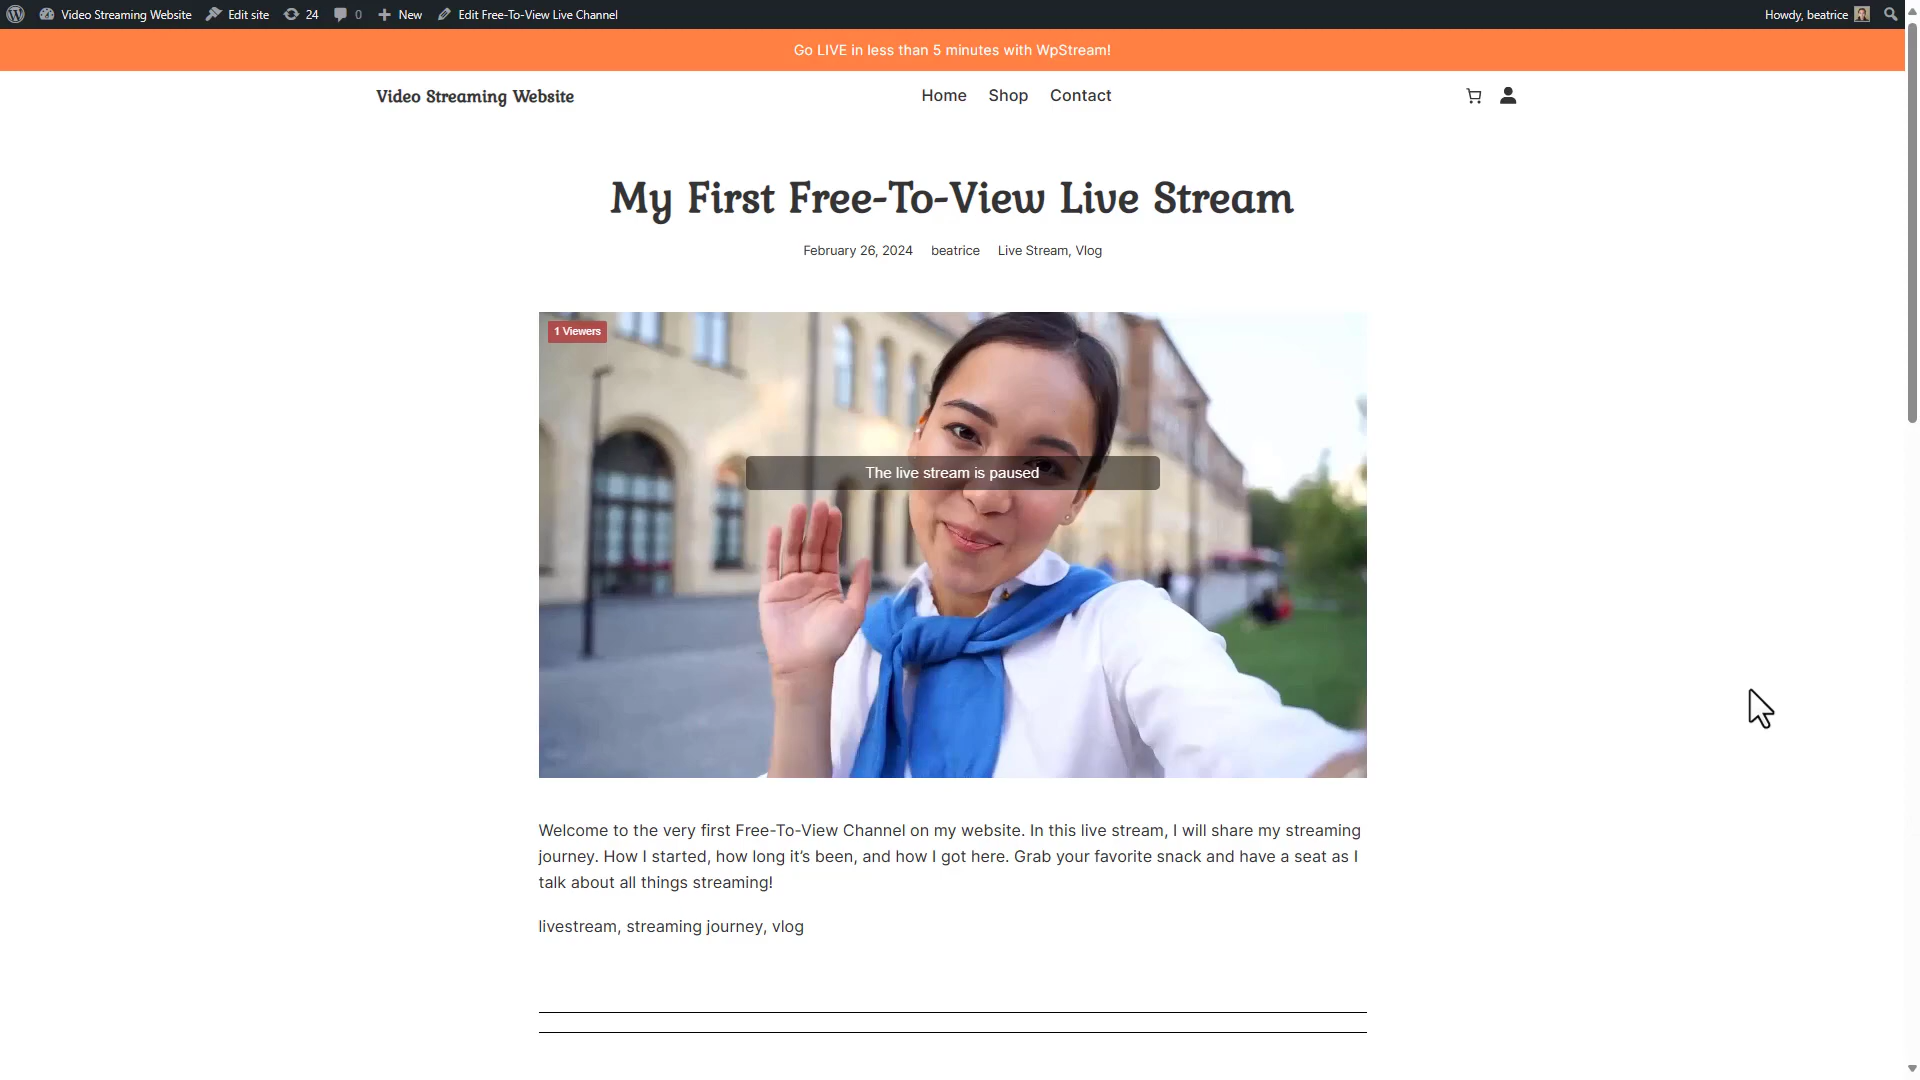 Video Streaming Website Edit site 24 0 New Edit Free-To-View Live Channel Howdy, beatrice
Go LIVE in less than 5 minutes with WpStream!
Video Streaming Website Home Shop Contact
My First Free-To-View Live Stream
February 26, 2024 beatrice Live Stream, Vlog
1 Viewers
The live stream is paused
Welcome to the very first Free-To-View Channel on my website. In this live stream, I will share my streaming
journey. How I started, how long it’s been, and how I got here. Grab your favorite snack and have a seat as I
talk about all things streaming!
livestream, streaming journey, vlog